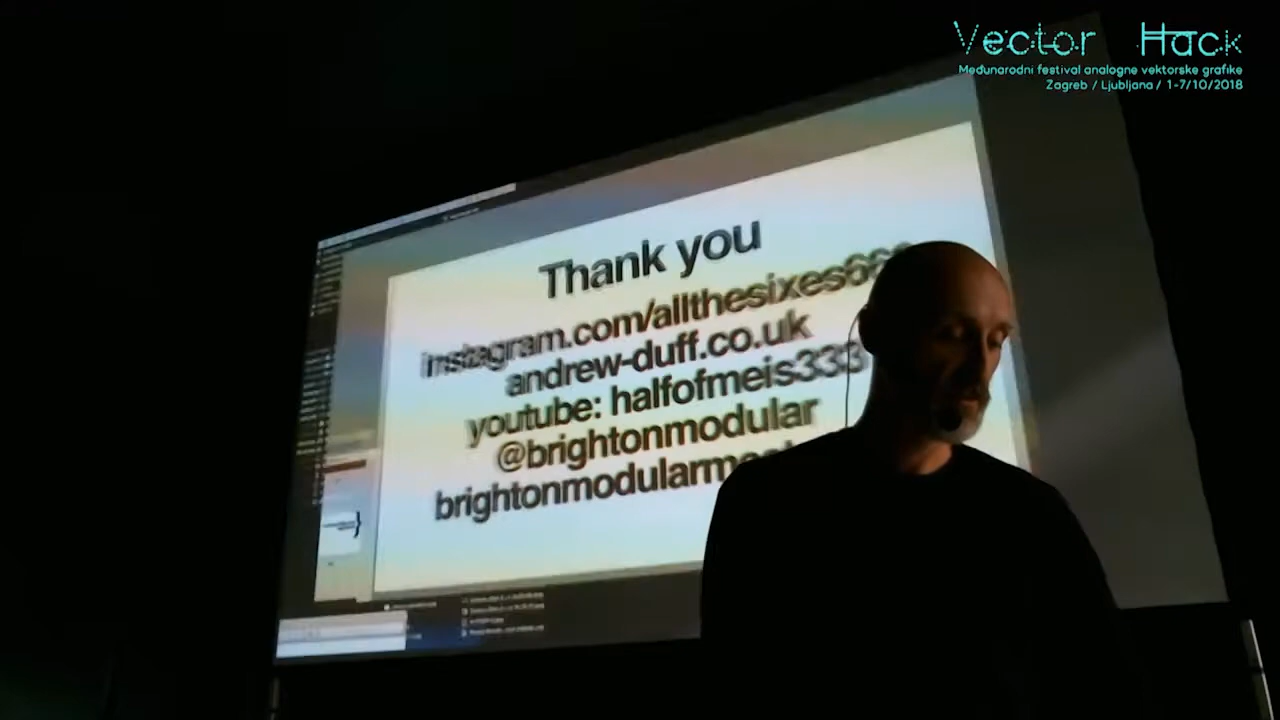 Vector Hack
Međunarodni festival analogne vektorske grafike
Zagreb / Ljubljana / 1-7/10/2018
Thank you
instagram.com/allthesixes666
andrew-duff.co.uk
youtube: halfofmeis333
@brightonmodular